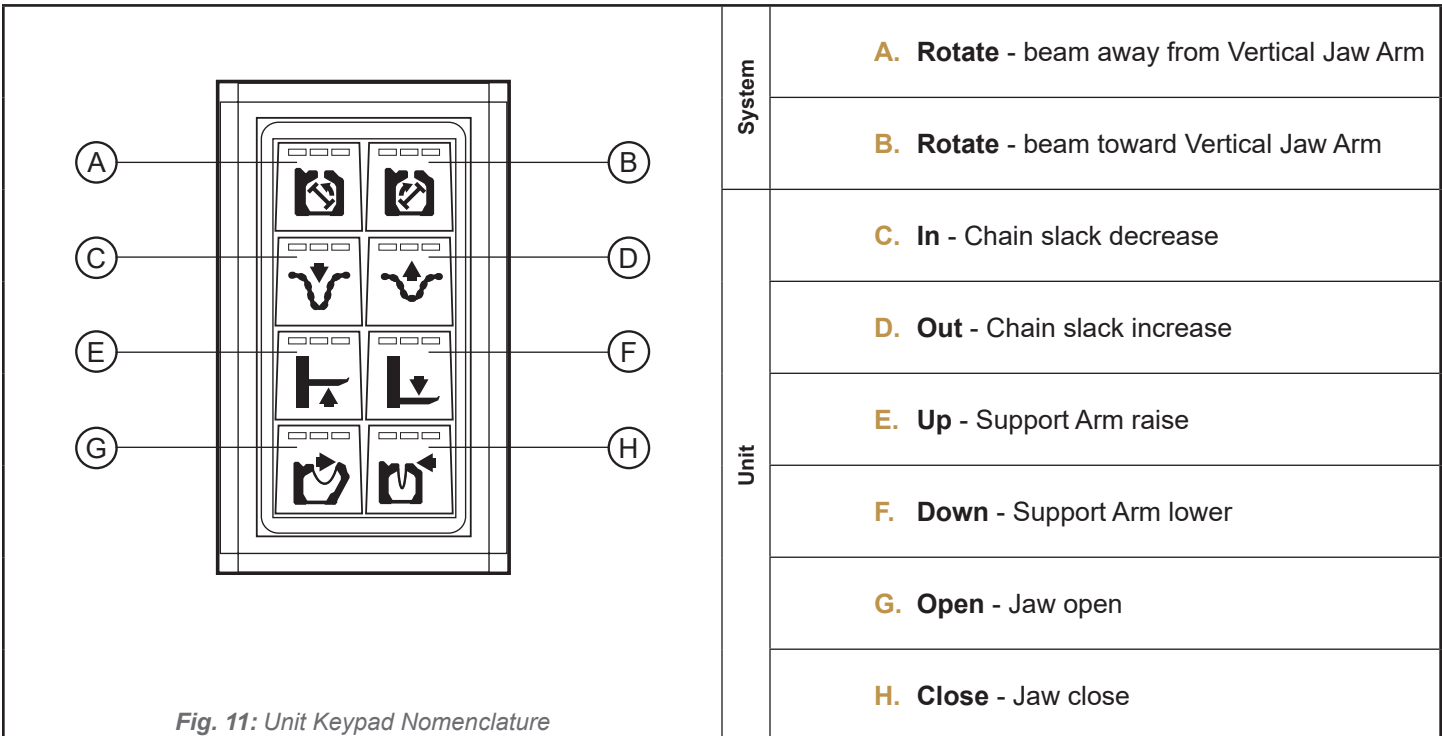 A
B
C
D
E
F
G
H
Fig. 11: Unit Keypad Nomenclature
System
A. Rotate - beam away from Vertical Jaw Arm
B. Rotate - beam toward Vertical Jaw Arm
Unit
C. In - Chain slack decrease
D. Out - Chain slack increase
E. Up - Support Arm raise
F. Down - Support Arm lower
G. Open - Jaw open
H. Close - Jaw close